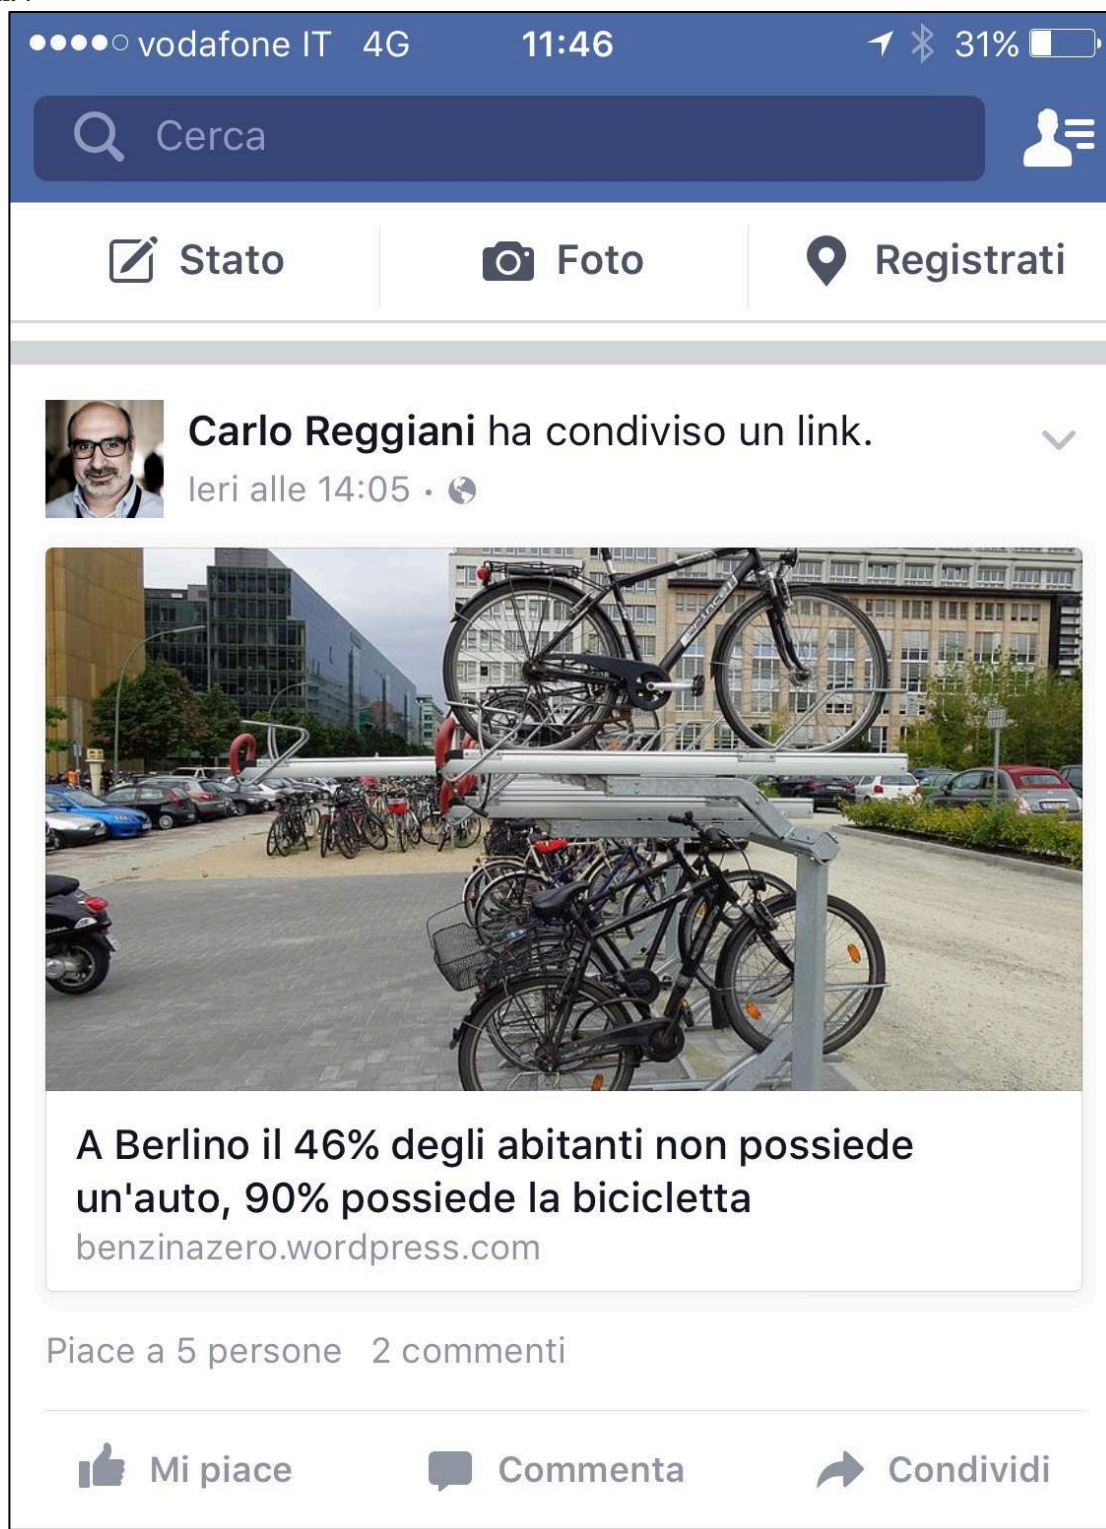 vodafone IT 4G 11:46 31%
Cerca
Stato Foto Registrati
Carlo Reggiani ha condiviso un link.
Ieri alle 14:05 ·
A Berlino il 46% degli abitanti non possiede
un'auto, 90% possiede la bicicletta
benzinazero.wordpress.com
Piace a 5 persone 2 commenti
Mi piace Commenta Condividi